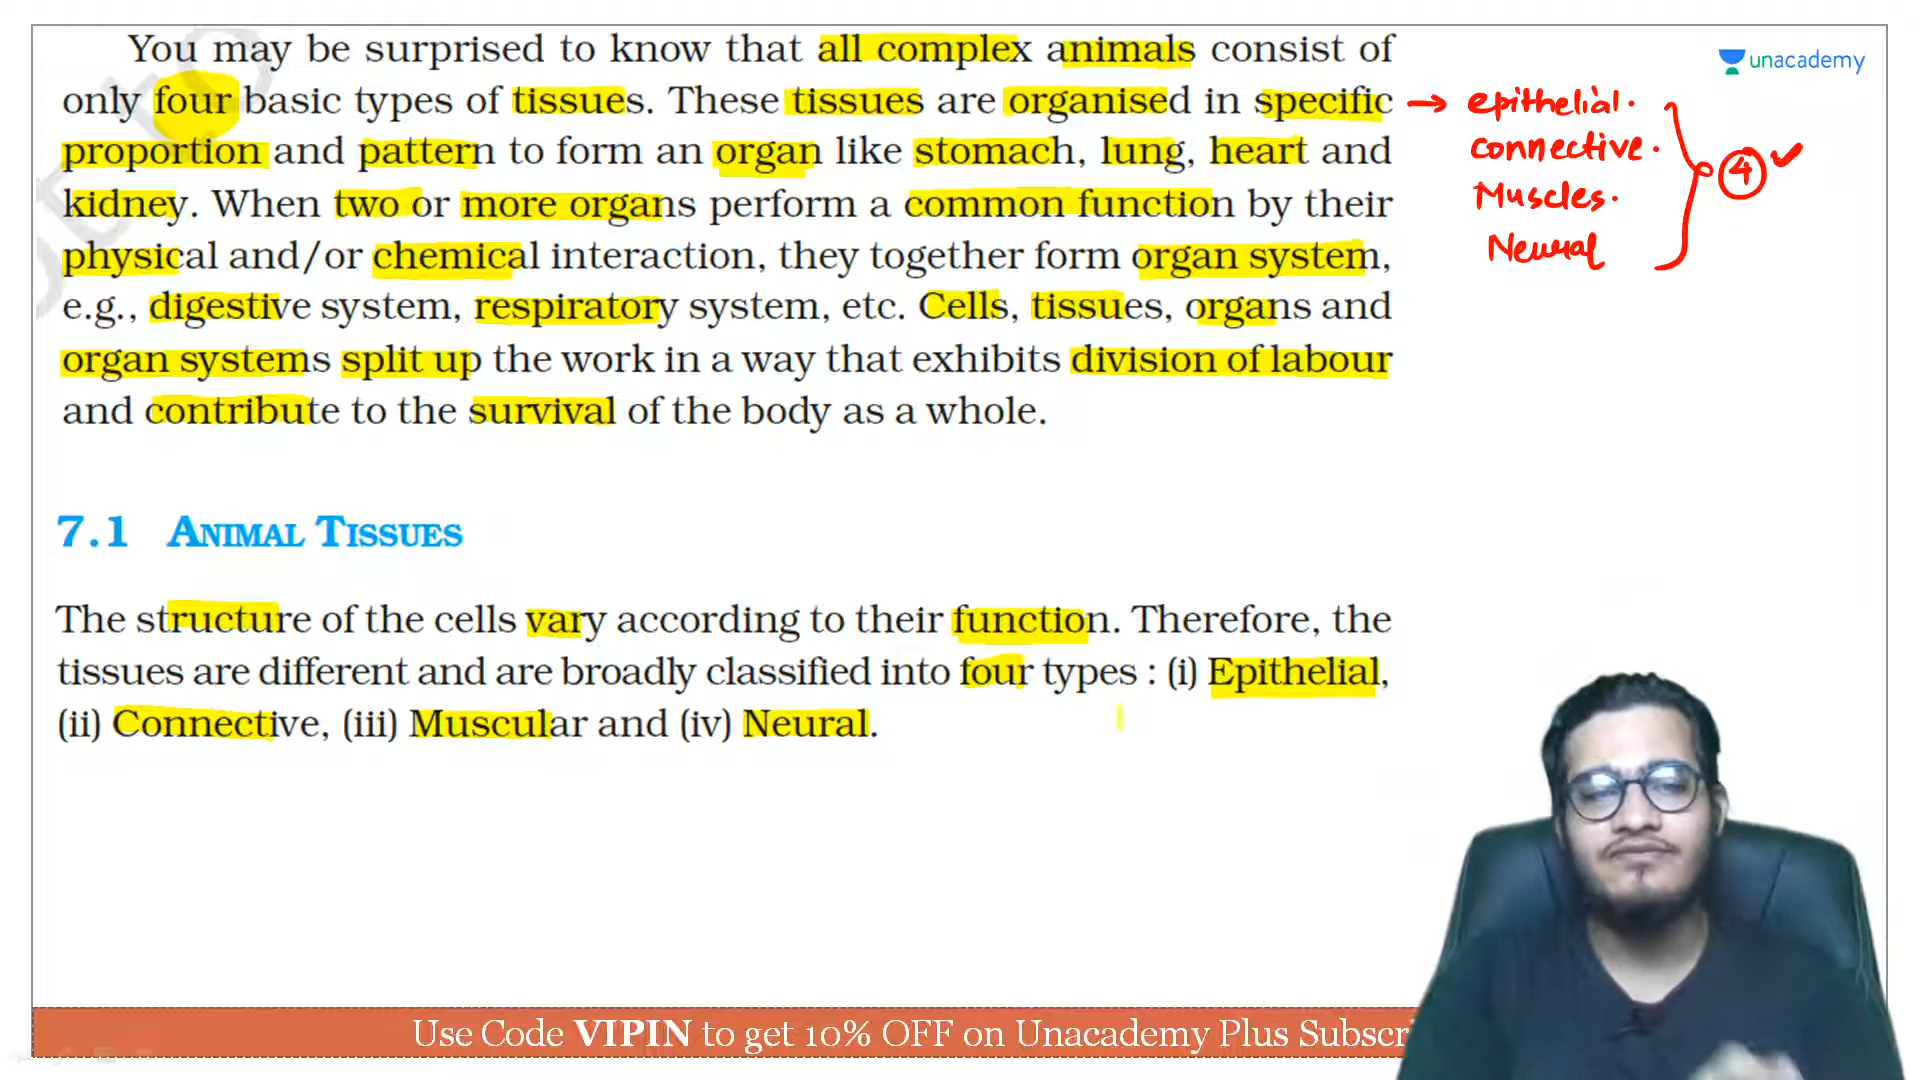 You may be surprised to know that all complex animals consist of
only four basic types of tissues. These tissues are organised in specific
proportion and pattern to form an organ like stomach, lung, heart and
kidney. When two or more organs perform a common function by their
physical and/or chemical interaction, they together form organ system,
e.g., digestive system, respiratory system, etc. Cells, tissues, organs and
organ systems split up the work in a way that exhibits division of labour
and contribute to the survival of the body as a whole.
unacademy
→ epithelial.
connective.
Muscles.
Neural
4
7.1 ANIMAL TISSUES
The structure of the cells vary according to their function. Therefore, the
tissues are different and are broadly classified into four types : (i) Epithelial,
(ii) Connective, (iii) Muscular and (iv) Neural.
Use Code VIPIN to get 10% OFF on Unacademy Plus Subscri